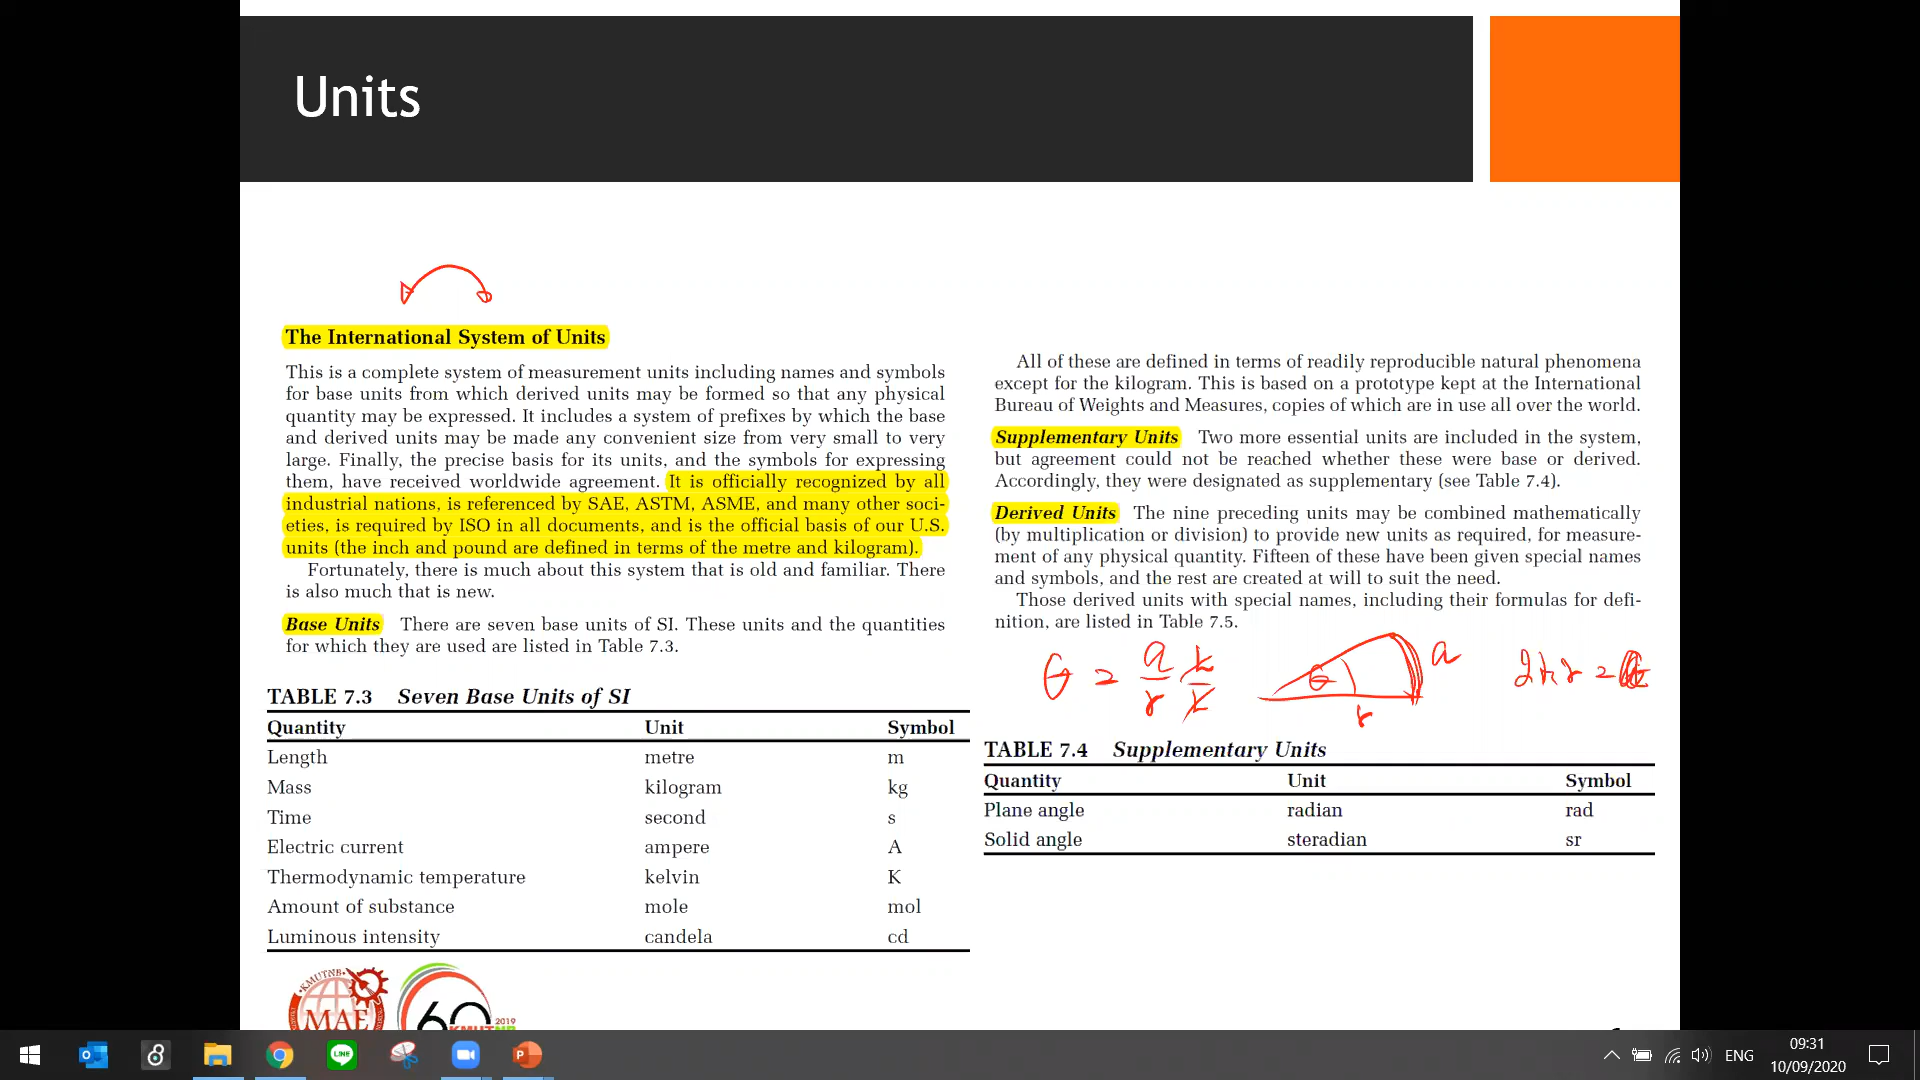 Units
The International System of Units
This is a complete system of measurement units including names and symbols
for base units from which derived units may be formed so that any physical
quantity may be expressed. It includes a system of prefixes by which the base
and derived units may be made any convenient size from very small to very
large. Finally, the precise basis for its units, and the symbols for expressing
them, have received worldwide agreement. It is officially recognized by all
industrial nations, is referenced by SAE, ASTM, ASME, and many other soci-
eties, is required by ISO in all documents, and is the official basis of our U.S.
units (the inch and pound are defined in terms of the metre and kilogram).
Fortunately, there is much about this system that is old and familiar. There
is also much that is new.
Base Units There are seven base units of SI. These units and the quantities
for which they are used are listed in Table 7.3.
TABLE 7.3 Seven Base Units of SI
Quantity Unit Symbol
Length metre m
Mass kilogram kg
Time second s
Electric current ampere A
Thermodynamic temperature kelvin K
Amount of substance mole mol
Luminous intensity candela cd
All of these are defined in terms of readily reproducible natural phenomena
except for the kilogram. This is based on a prototype kept at the International
Bureau of Weights and Measures, copies of which are in use all over the world.
Supplementary Units Two more essential units are included in the system,
but agreement could not be reached whether these were base or derived.
Accordingly, they were designated as supplementary (see Table 7.4).
Derived Units The nine preceding units may be combined mathematically
(by multiplication or division) to provide new units as required, for measure-
ment of any physical quantity. Fifteen of these have been given special names
and symbols, and the rest are created at will to suit the need.
Those derived units with special names, including their formulas for defi-
nition, are listed in Table 7.5.
θ = a/r
θ
a
r
2πr =
TABLE 7.4 Supplementary Units
Quantity Unit Symbol
Plane angle radian rad
Solid angle steradian sr
KMUTNB
MAE
60
2019
KMUTNB
LINE
ENG
09:31
10/09/2020